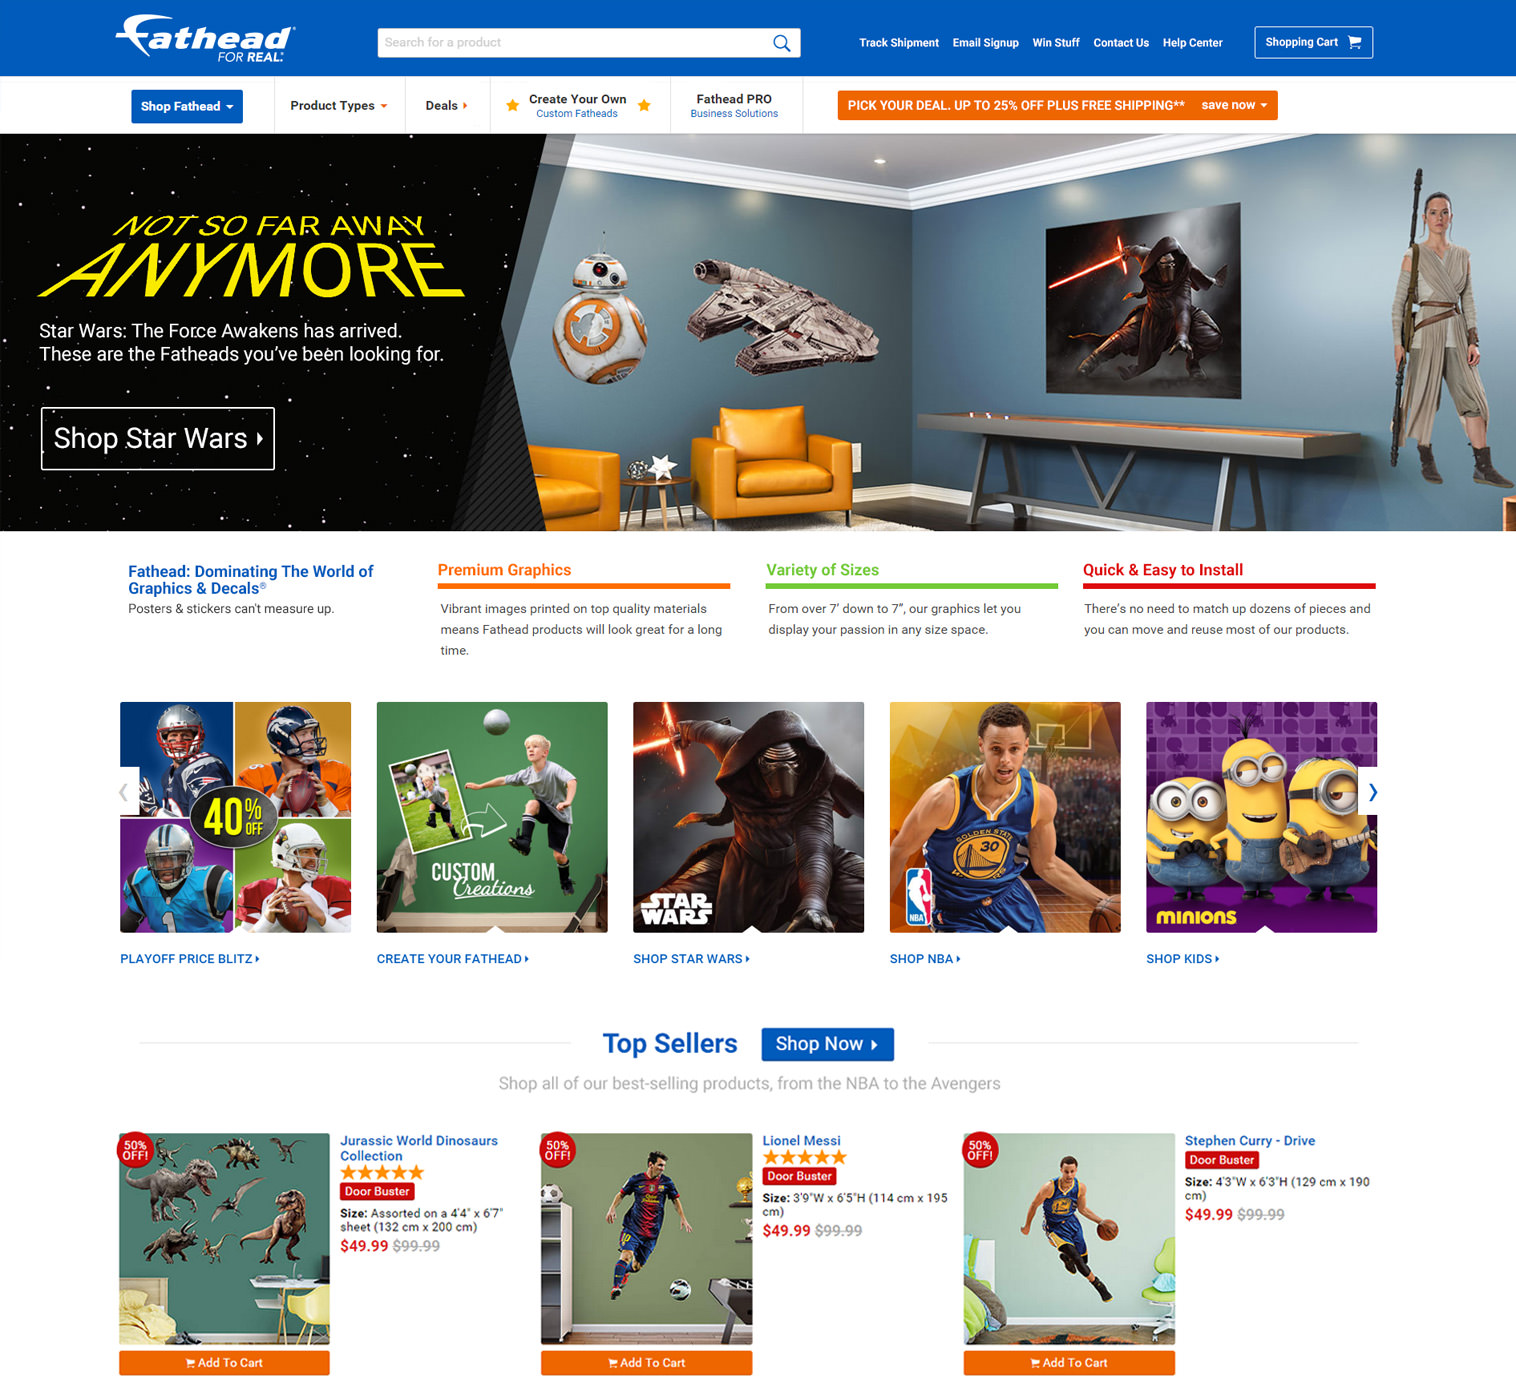 Fathead
FOR REAL.
Search for a product
Track Shipment Email Signup Win Stuff Contact Us Help Center Shopping Cart
Shop Fathead Product Types Deals Create Your Own Fathead PRO PICK YOUR DEAL. UP TO 25% OFF PLUS FREE SHIPPING** save now
Custom Fatheads Business Solutions
NOT SO FAR AWAY
ANYMORE
Star Wars: The Force Awakens has arrived.
These are the Fatheads you've been looking for.
Shop Star Wars
Fathead: Dominating The World of
Graphics & Decals®
Posters & stickers can't measure up.
Premium Graphics
Vibrant images printed on top quality materials
means Fathead products will look great for a long
time.
Variety of Sizes
From over 7' down to 7", our graphics let you
display your passion in any size space.
Quick & Easy to Install
There's no need to match up dozens of pieces and
you can move and reuse most of our products.
40% OFF
1
CUSTOM
Creations
STAR
WARS
GOLDEN STATE
30
WARRIORS
NBA
MINIONS
PLAYOFF PRICE BLITZ
CREATE YOUR FATHEAD
SHOP STAR WARS
SHOP NBA
SHOP KIDS
Top Sellers Shop Now
Shop all of our best-selling products, from the NBA to the Avengers
50%
OFF!
Jurassic World Dinosaurs
Collection
Door Buster
Size: Assorted on a 4'4" x 6'7"
sheet (132 cm x 200 cm)
$49.99 $99.99
Add To Cart
50%
OFF!
Lionel Messi
Door Buster
Size: 3'9"W x 6'5"H (114 cm x 195
cm)
$49.99 $99.99
Add To Cart
50%
OFF!
Stephen Curry - Drive
Door Buster
Size: 4'3"W x 6'3"H (129 cm x 190
cm)
$49.99 $99.99
Add To Cart